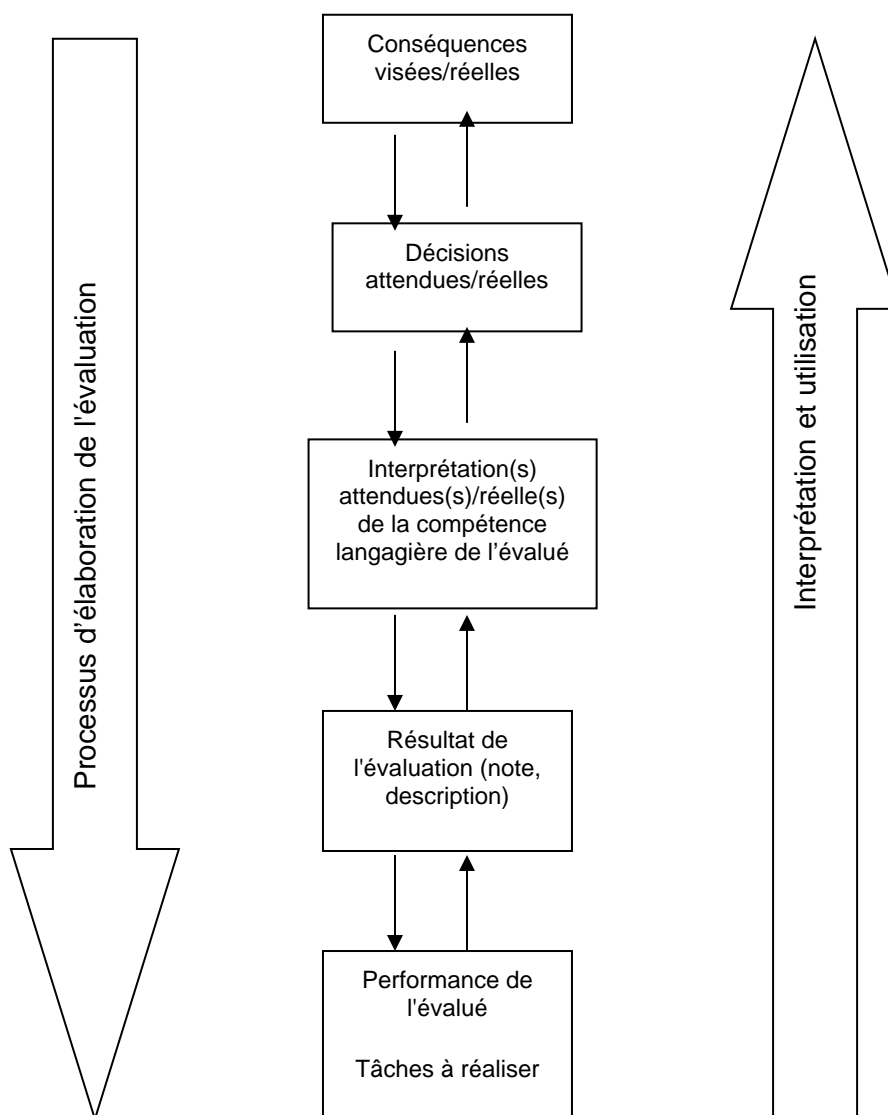 Conséquences
visées/réelles
Décisions
attendues/réelles
Processus d'élaboration de l'évaluation
Interprétation et utilisation
Interprétation(s)
attendues(s)/réelle(s)
de la compétence
langagière de l’évalué
Résultat de
l'évaluation (note,
description)
Performance de
l'évalué
Tâches à réaliser